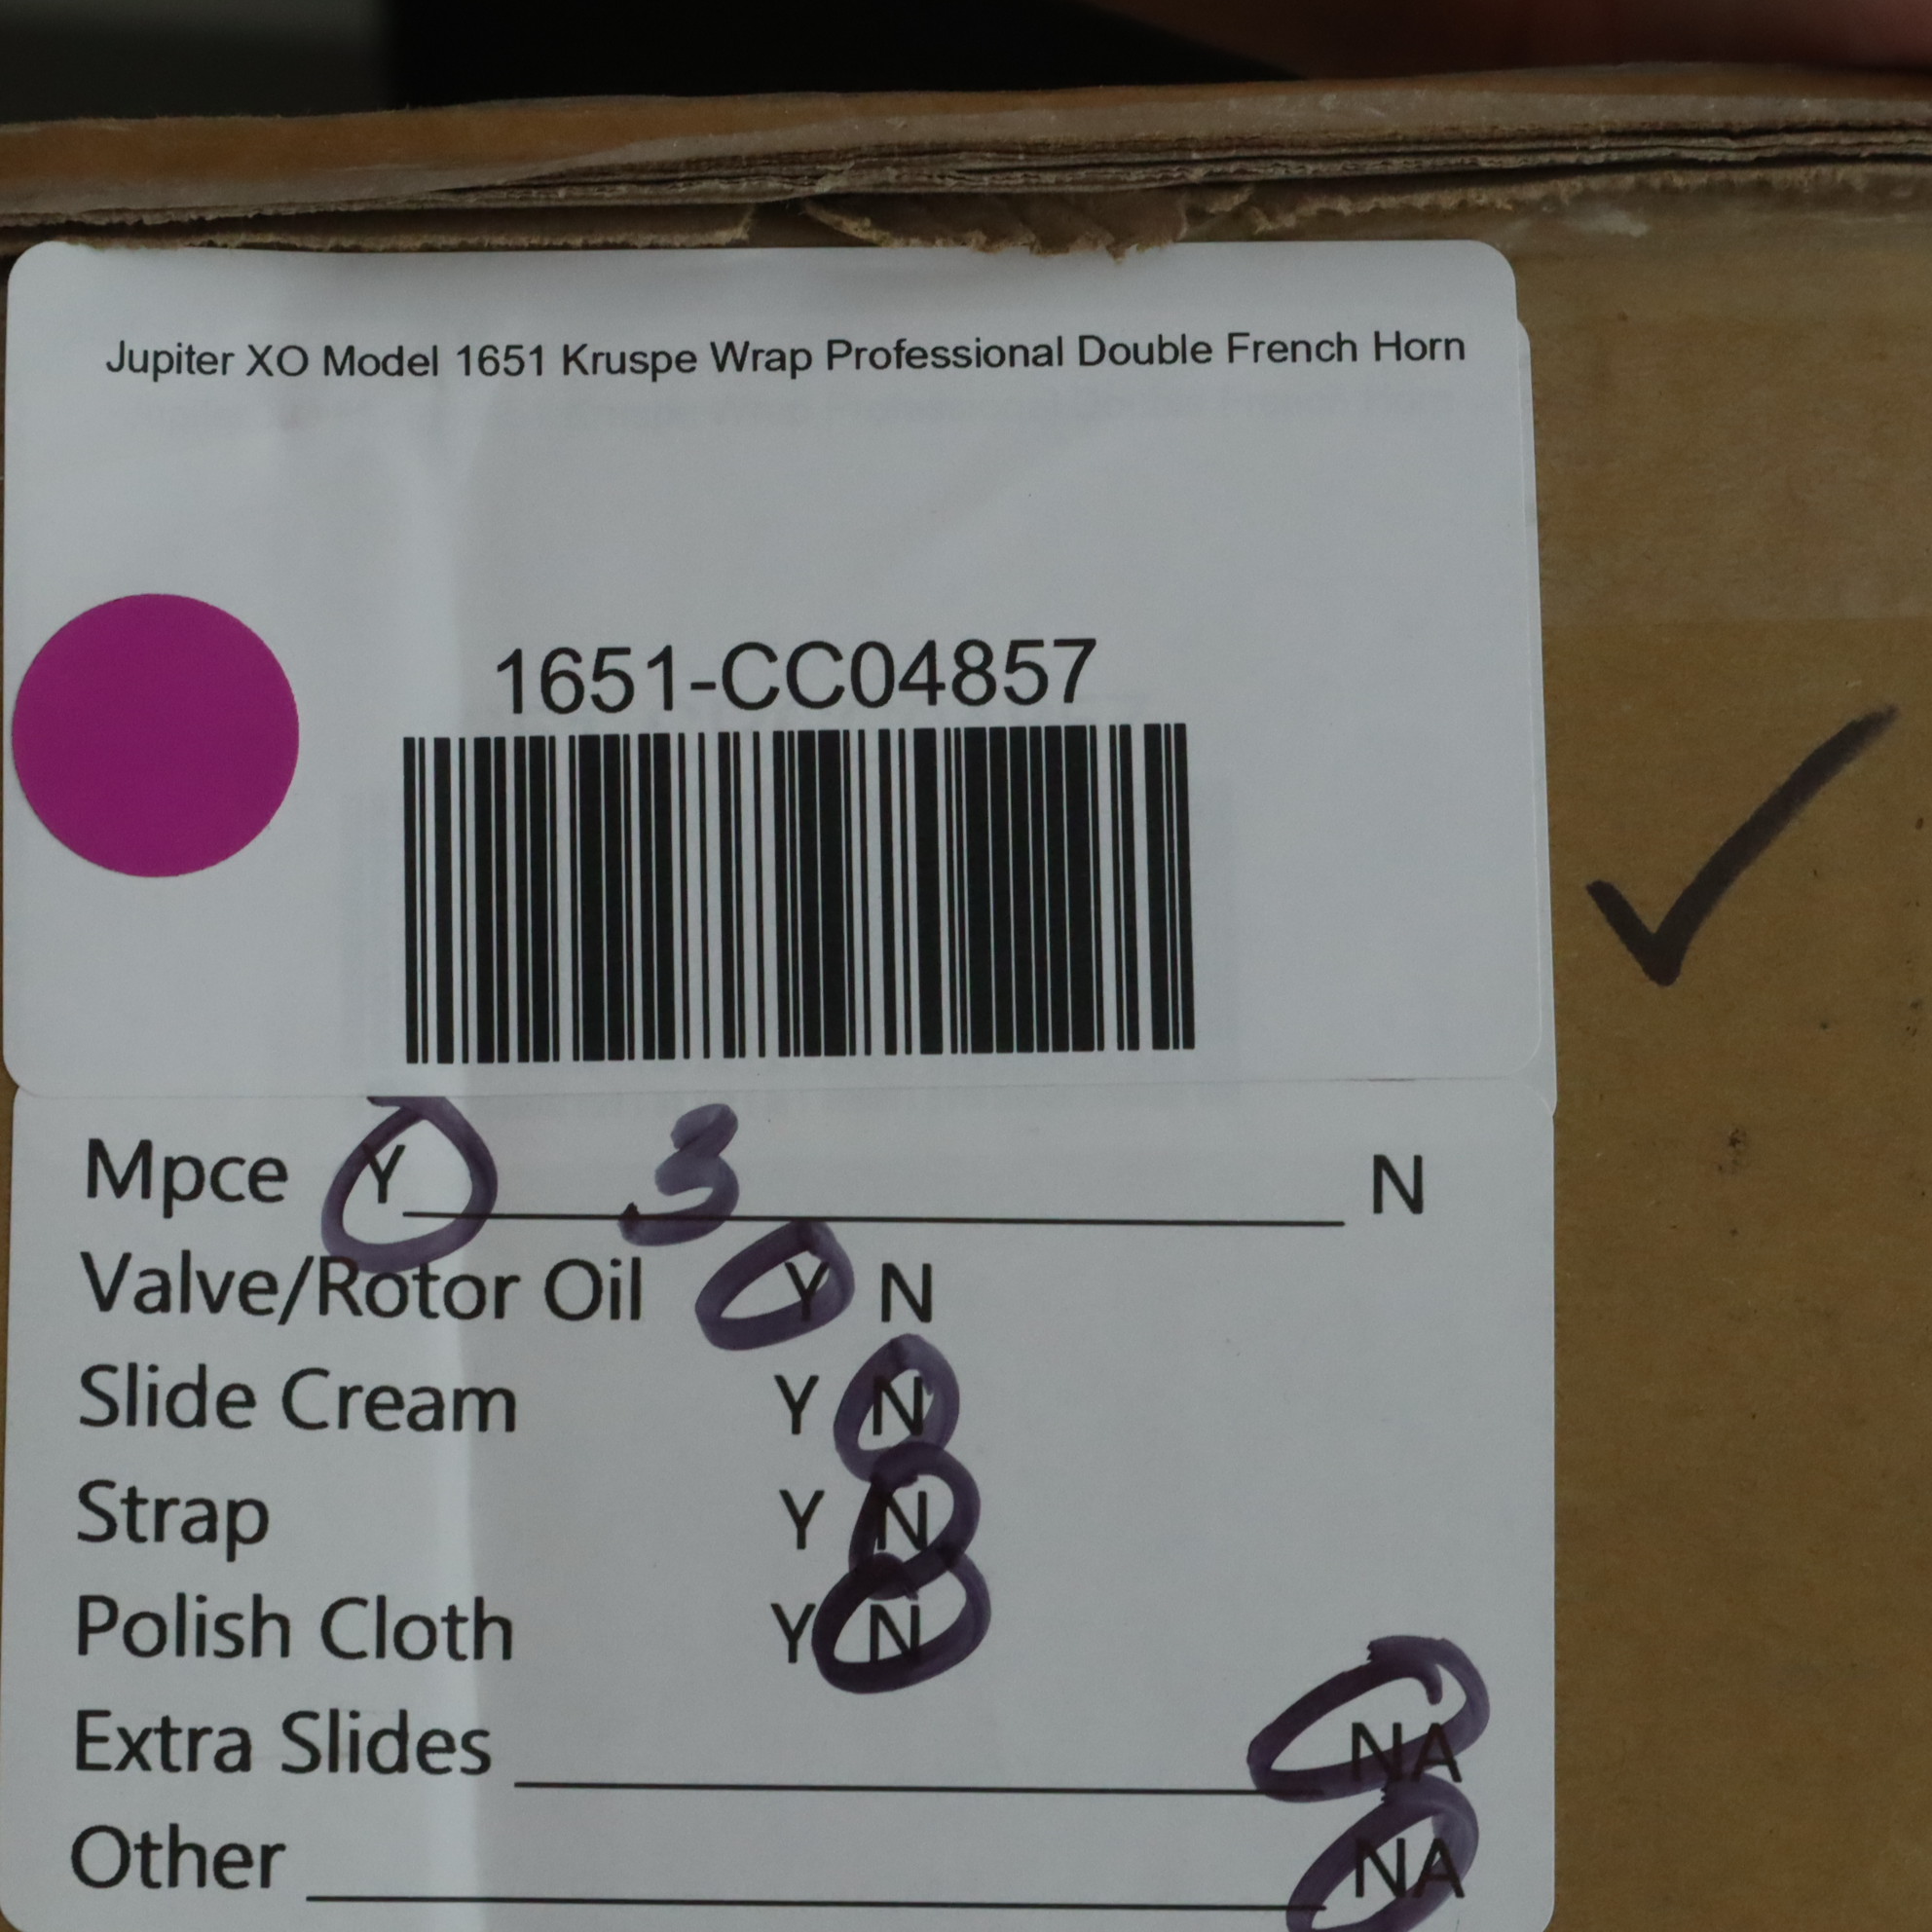 Jupiter XO Model 1651 Kruspe Wrap Professional Double French Horn
1651-CC04857
Mpce Y 3 N
Valve/Rotor Oil Y N
Slide Cream Y N
Strap Y N
Polish Cloth Y N
Extra Slides NA
Other NA